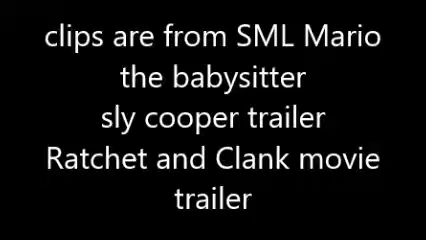 clips are from SML Mario
the babysitter
sly cooper trailer
Ratchet and Clank movie
trailer